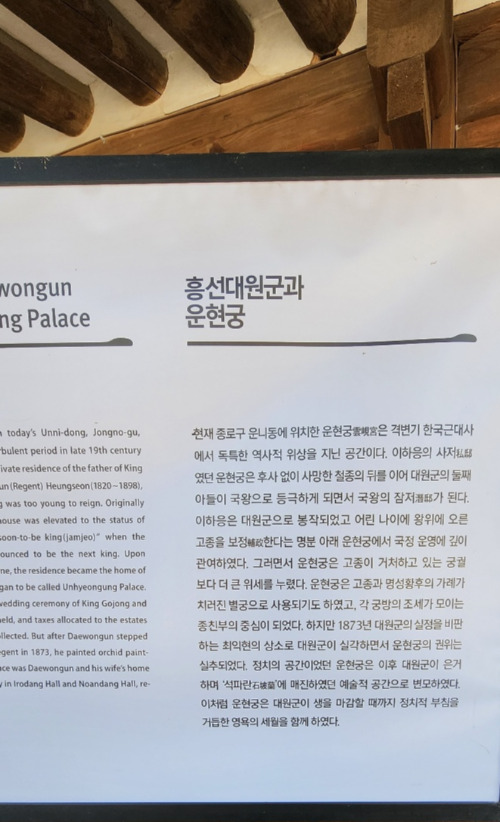 wongun
ng Palace
today's Unni-dong, Jongno-gu,
bulent period in late 19th century
ivate residence of the father of King
un(Regent) Heungseon(1820~1898),
g was too young to reign. Originally
ouse was elevated to the status of
soon-to-be king(jamjeo)" when the
ounced to be the next king. Upon
ne, the residence became the home of
gan to be called Unhyeongung Palace.
wedding ceremony of King Gojong and
eld, and taxes allocated to the estates
llected. But after Daewongun stepped
egent in 1873, he painted orchid paint-
ace was Daewongun and his wife's home
y in Irodang Hall and Noandang Hall, re-
흥선대원군과
운현궁
현재 종로구 운니동에 위치한 운현궁雲峴宮은 격변기 한국근대사
에서 독특한 역사적 위상을 지닌 공간이다. 이하응의 사저私邸
였던 운현궁은 후사 없이 사망한 철종의 뒤를 이어 대원군의 둘째
아들이 국왕으로 등극하게 되면서 국왕의 잠저潛邸가 된다.
이하응은 대원군으로 봉작되었고 어린 나이에 왕위에 오른
고종을 보정輔政한다는 명분 아래 운현궁에서 국정 운영에 깊이
관여하였다. 그러면서 운현궁은 고종이 거처하고 있는 궁궐
보다 더 큰 위세를 누렸다. 운현궁은 고종과 명성황후의 가례가
치러진 별궁으로 사용되기도 하였고, 각 궁방의 조세가 모이는
종친부의 중심이 되었다. 하지만 1873년 대원군의 실정을 비판
하는 최익현의 상소로 대원군이 실각하면서 운현궁의 권위는
실추되었다. 정치의 공간이었던 운현궁은 이후 대원군이 은거
하며 '석파란石坡蘭'에 매진하였던 예술적 공간으로 변모하였다.
이처럼 운현궁은 대원군이 생을 마감할 때까지 정치적 부침을
거듭한 영욕의 세월을 함께 하였다.